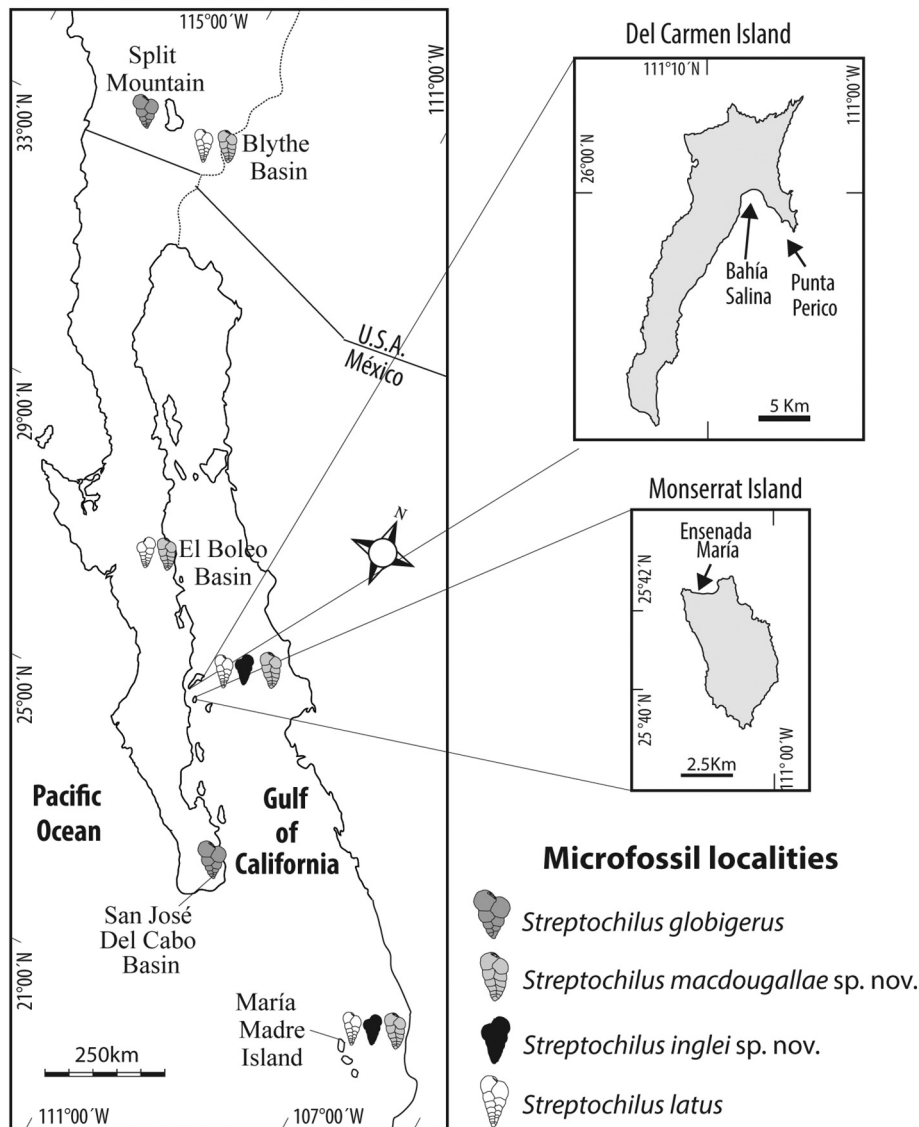 115°00´W
111°00´W
Split
Mountain
33°00´N
Blythe
Basin
U.S.A.
México
29°00´N
El Boleo
Basin
N
25°00´N
Pacific
Ocean
Gulf
of
California
San José
Del Cabo
Basin
21°00´N
María
Madre
Island
250km
111°00´W
107°00´W
Del Carmen Island
111°10´N
111°00´W
26°00´N
Bahía
Salina
Punta
Perico
5 Km
Monserrat Island
Ensenada
María
25°42´N
25°40´N
2.5Km
111°00´W
Microfossil localities
Streptochilus globigerus
Streptochilus macdougallae sp. nov.
Streptochilus inglei sp. nov.
Streptochilus latus